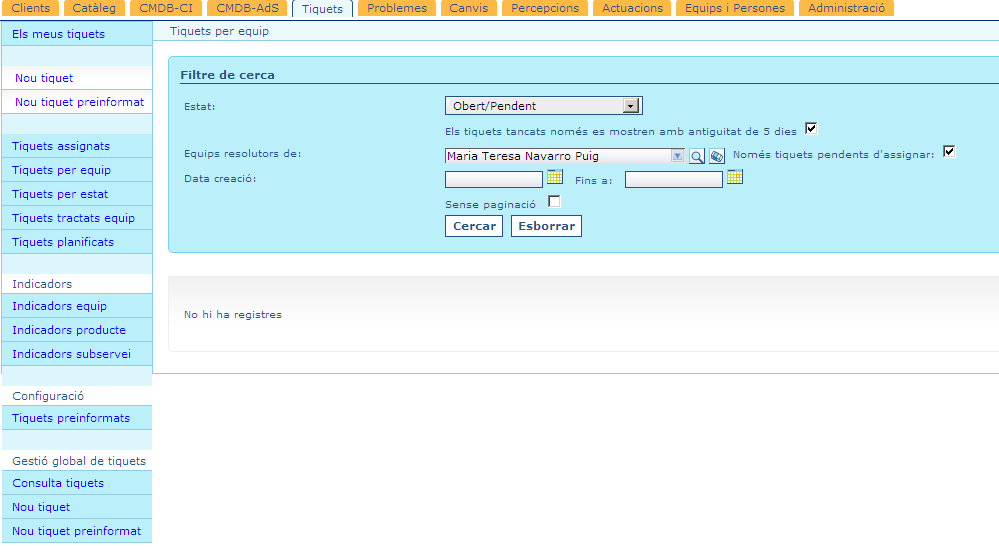 Clients Catàleg CMDB-CI CMDB-AdS Tiquets Problemes Canvis Percepcions Actuacions Equips i Persones Administració
Els meus tiquets
Nou tiquet
Nou tiquet preinformat
Tiquets assignats
Tiquets per equip
Tiquets per estat
Tiquets tractats equip
Tiquets planificats
Indicadors
Indicadors equip
Indicadors producte
Indicadors subservei
Configuració
Tiquets preinformats
Gestió global de tiquets
Consulta tiquets
Nou tiquet
Nou tiquet preinformat
Tiquets per equip
Filtre de cerca
Estat: Obert/Pendent
Els tiquets tancats només es mostren amb antiguitat de 5 dies
Equips resolutors de: Maria Teresa Navarro Puig Només tiquets pendents d'assignar:
Data creació: Fins a:
Sense paginació
Cercar Esborrar
No hi ha registres